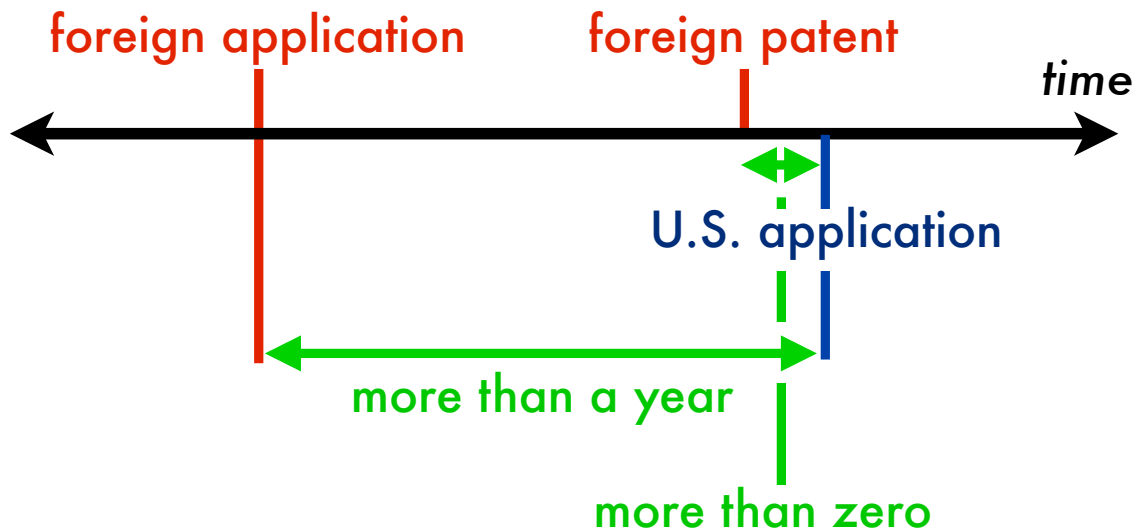 foreign application
foreign patent
time
U.S. application
more than a year
more than zero